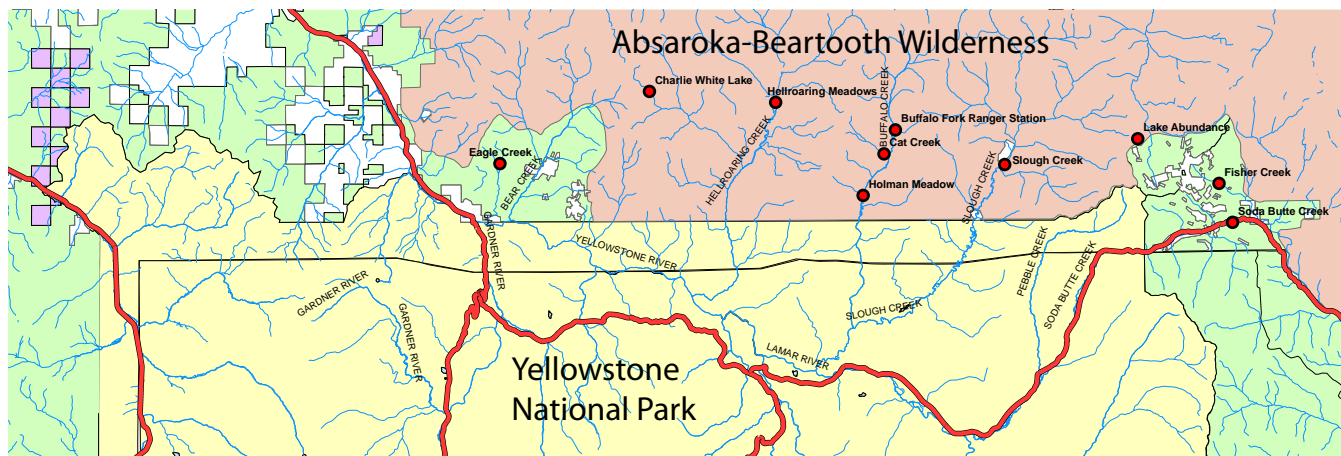 Absaroka-Beartooth Wilderness
Charlie White Lake
Hellroaring Meadows
BUFFALO CREEK
Buffalo Fork Ranger Station
Lake Abundance
Eagle Creek
BEAR CREEK
HELLROARING CREEK
Cat Creek
SLOUGH CREEK
Slough Creek
Fisher Creek
Holman Meadow
Soda Butte Creek
GARDNER RIVER
YELLOWSTONE RIVER
PEBBLE CREEK
SODA BUTTE CREEK
GARDNER RIVER
GARDNER RIVER
SLOUGH CREEK
LAMAR RIVER
Yellowstone
National Park